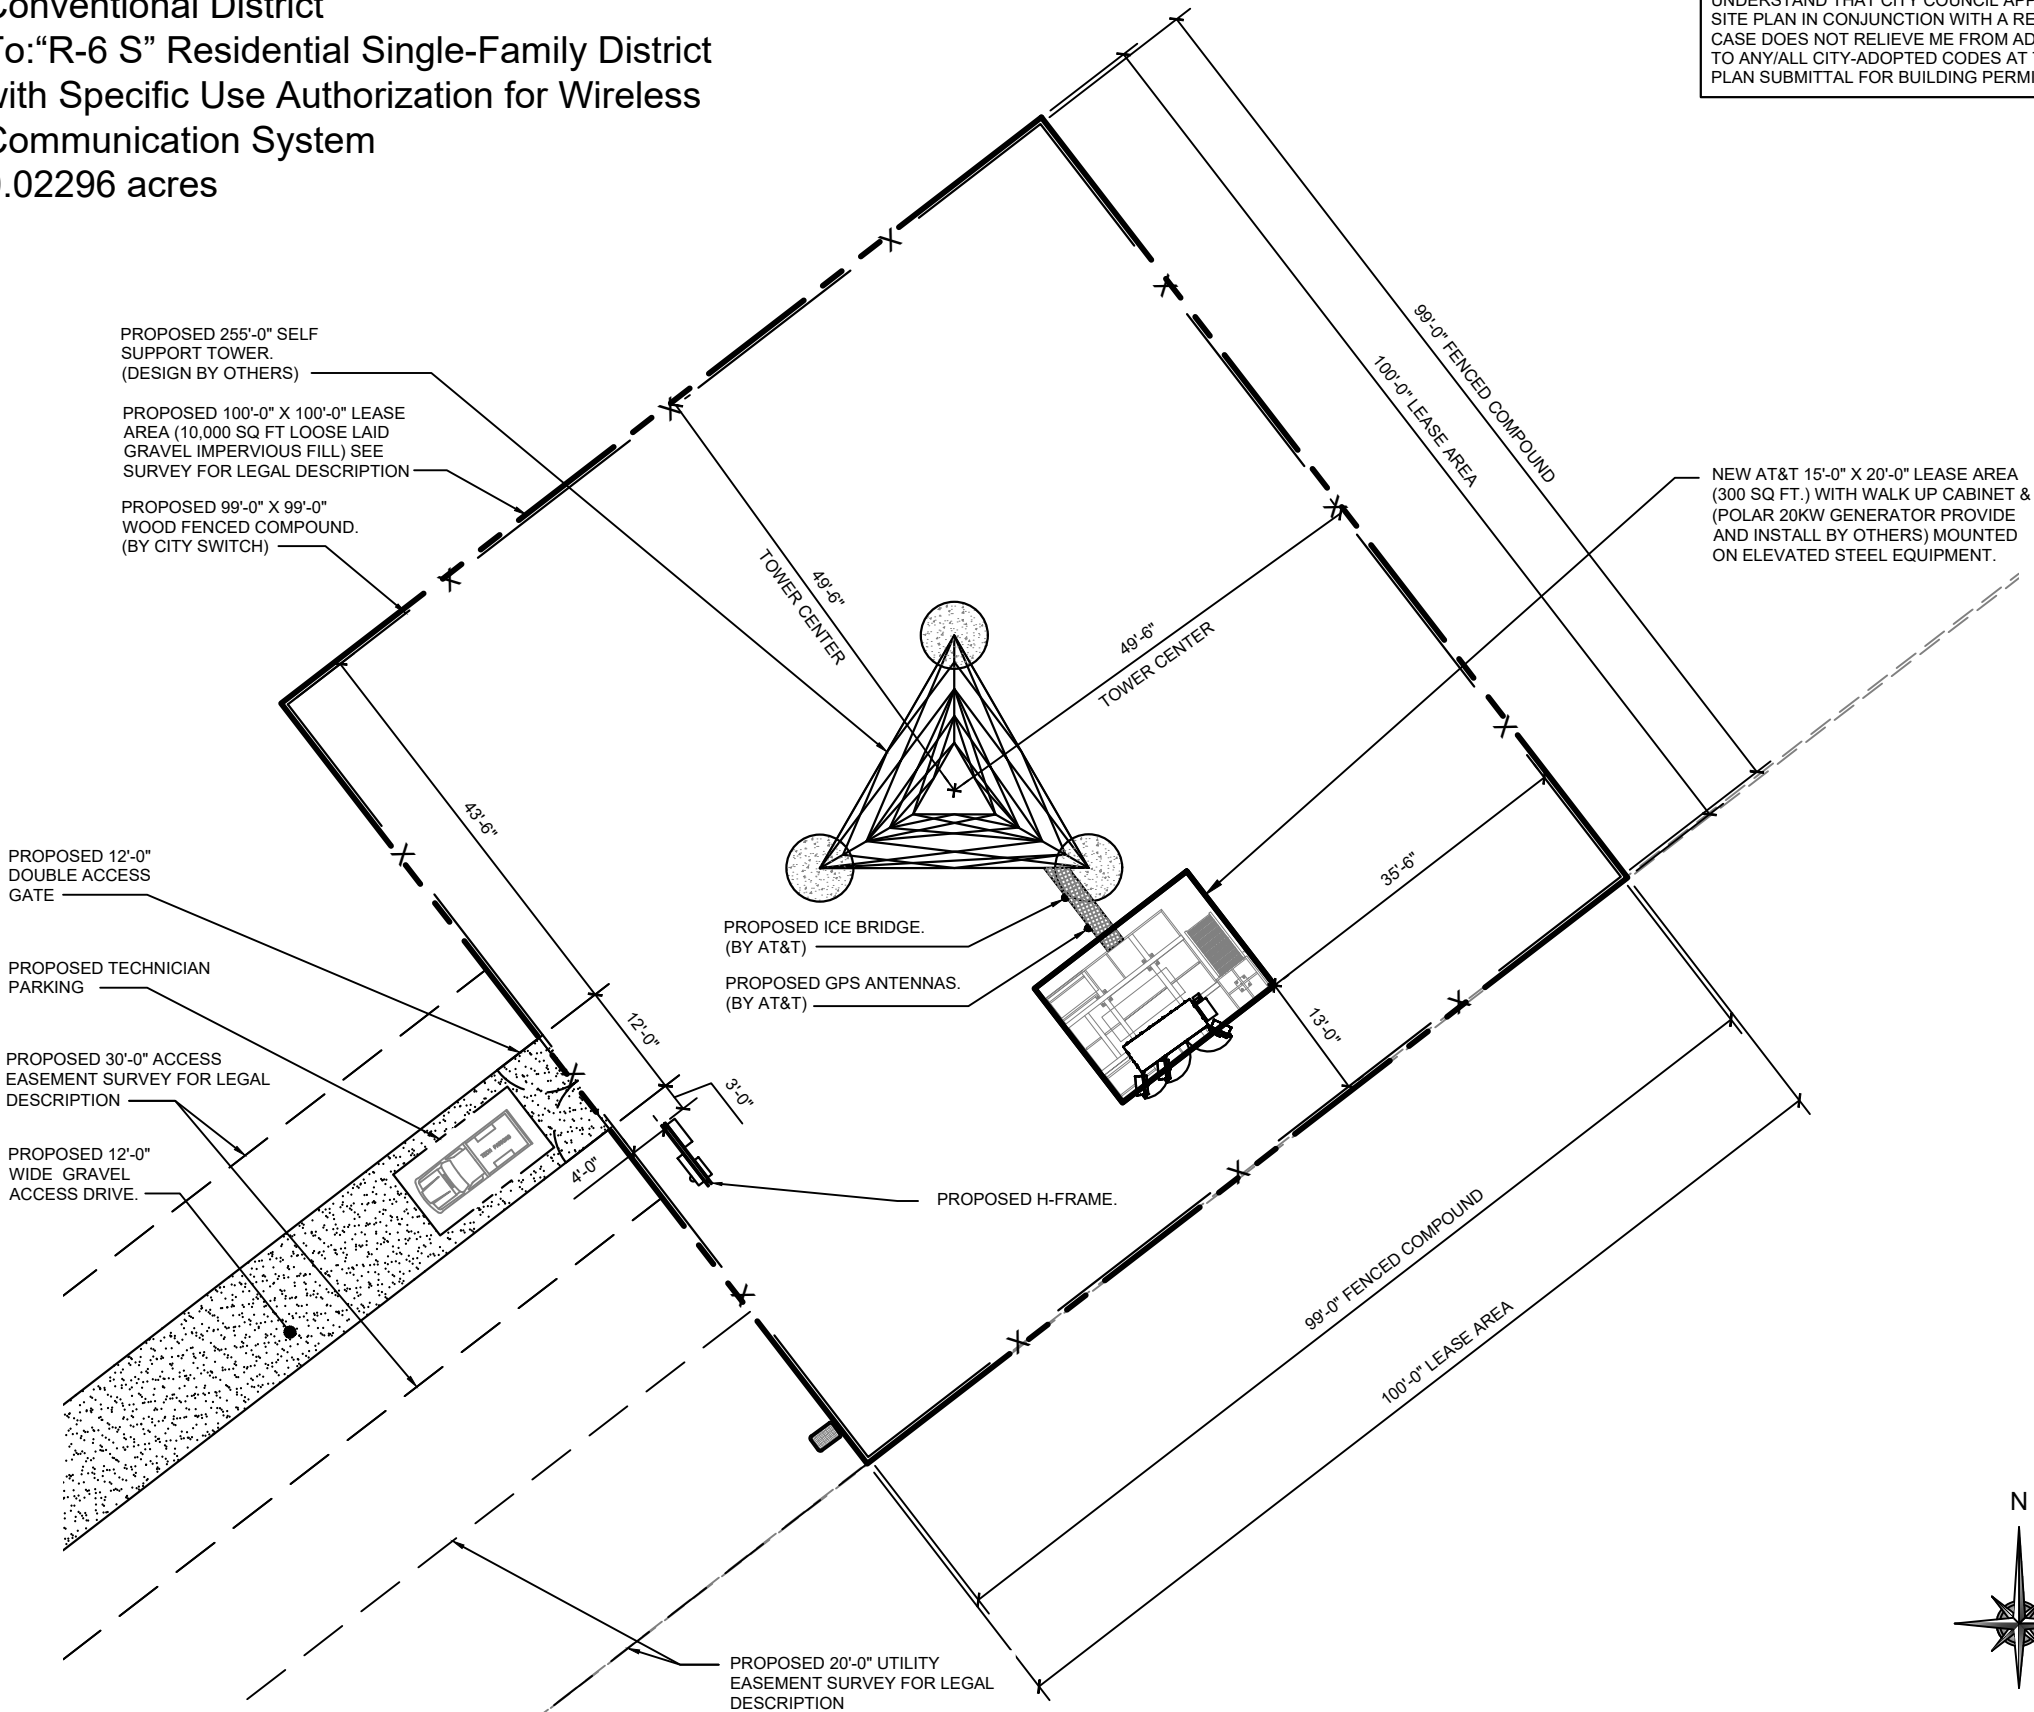 Conventional District
To:“R-6 S” Residential Single-Family District
with Specific Use Authorization for Wireless
Communication System
0.02296 acres
SITE PLAN IN CONJUNCTION WITH A RE
CASE DOES NOT RELIEVE ME FROM AD
TO ANY/ALL CITY-ADOPTED CODES AT
PLAN SUBMITTAL FOR BUILDING PERMI
PROPOSED 255'-0" SELF
SUPPORT TOWER.
(DESIGN BY OTHERS)
PROPOSED 100'-0" X 100'-0" LEASE
AREA (10,000 SQ FT LOOSE LAID
GRAVEL IMPERVIOUS FILL) SEE
SURVEY FOR LEGAL DESCRIPTION
PROPOSED 99'-0" X 99'-0"
WOOD FENCED COMPOUND.
(BY CITY SWITCH)
99'-0" FENCED COMPOUND
100'-0" LEASE AREA
NEW AT&T 15'-0" X 20'-0" LEASE AREA
(300 SQ FT.) WITH WALK UP CABINET &
(POLAR 20KW GENERATOR PROVIDE
AND INSTALL BY OTHERS) MOUNTED
ON ELEVATED STEEL EQUIPMENT.
49'-6"
TOWER CENTER
49'-6"
TOWER CENTER
43'-6"
35'-6"
PROPOSED 12'-0"
DOUBLE ACCESS
GATE
PROPOSED ICE BRIDGE.
(BY AT&T)
PROPOSED TECHNICIAN
PARKING
PROPOSED GPS ANTENNAS.
(BY AT&T)
12'-0"
13'-0"
PROPOSED 30'-0" ACCESS
EASEMENT SURVEY FOR LEGAL
DESCRIPTION
3'-0"
PROPOSED 12'-0"
WIDE GRAVEL
ACCESS DRIVE.
4'-0"
PROPOSED H-FRAME.
99'-0" FENCED COMPOUND
100'-0" LEASE AREA
N
PROPOSED 20'-0" UTILITY
EASEMENT SURVEY FOR LEGAL
DESCRIPTION